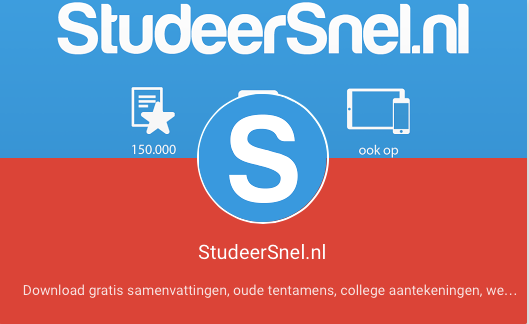 StudeerSnel.nl
150.000
ook op
S
StudeerSnel.nl
Download gratis samenvattingen, oude tentamens, college aantekeningen, we...